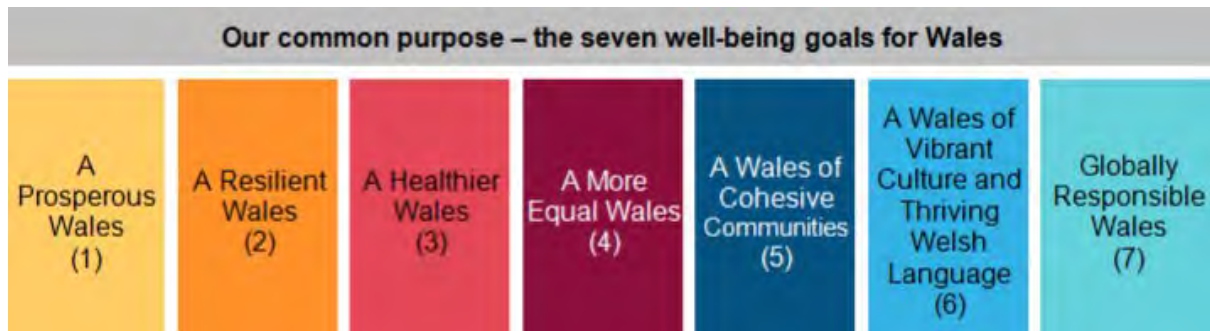 Our common purpose – the seven well-being goals for Wales
A
Prosperous
Wales
(1)
A Resilient
Wales
(2)
A Healthier
Wales
(3)
A More
Equal Wales
(4)
A Wales of
Cohesive
Communities
(5)
A Wales of
Vibrant
Culture and
Thriving
Welsh
Language
(6)
Globally
Responsible
Wales
(7)